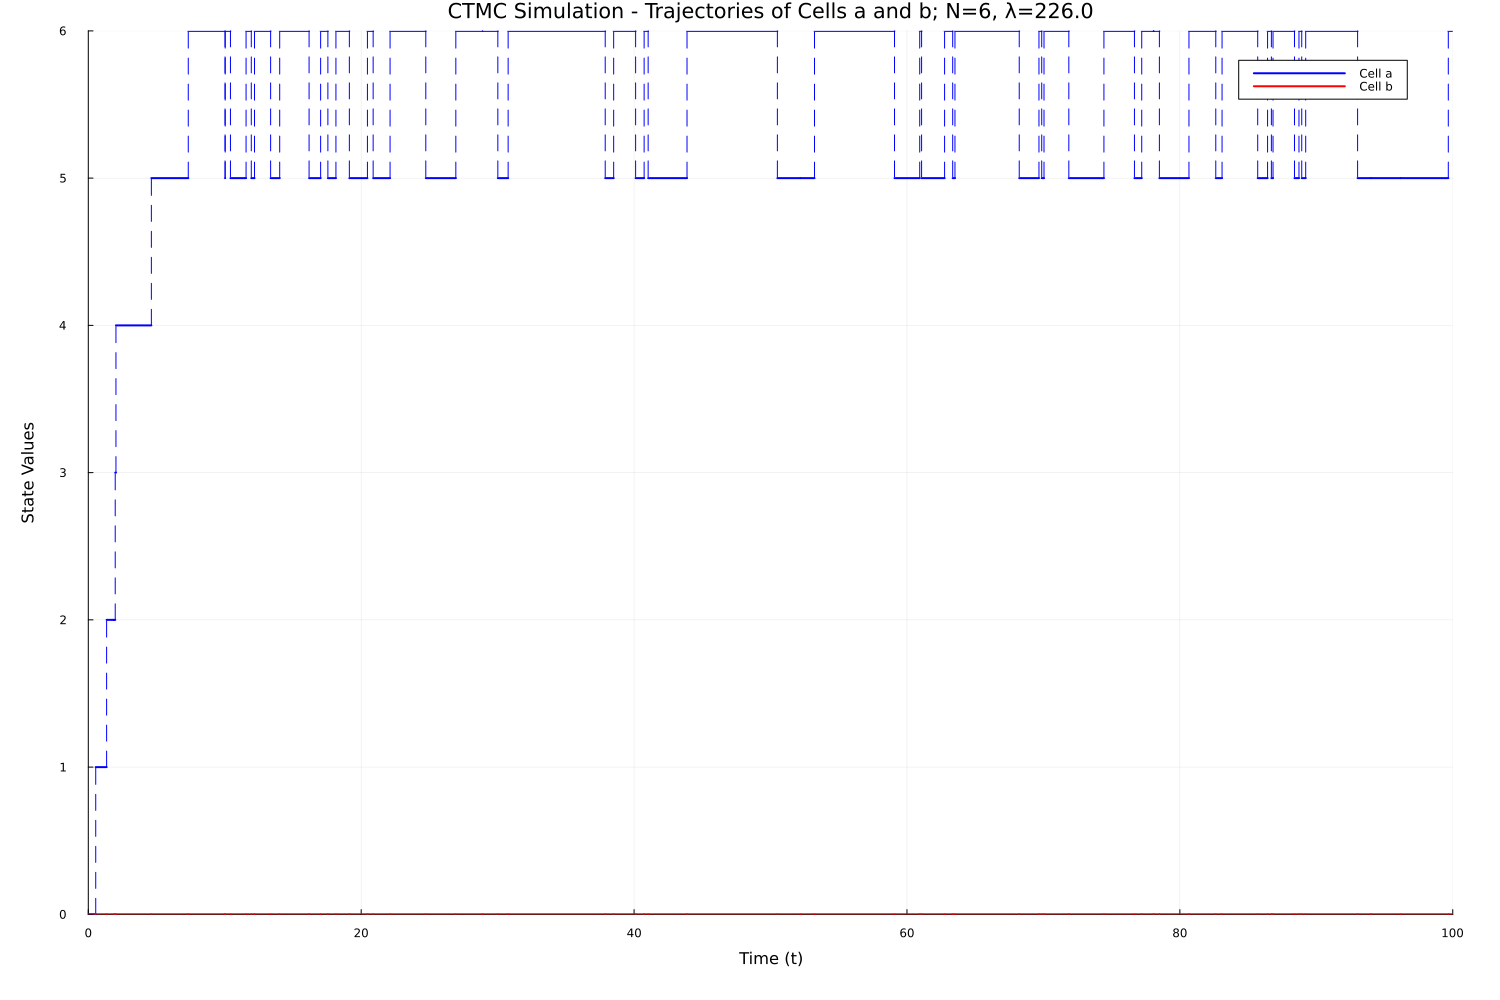 CTMC Simulation - Trajectories of Cells a and b; N=6, λ=226.0
6
Cell a
Cell b
5
4
3
2
1
0
State Values
0 20 40 60 80 100
Time (t)